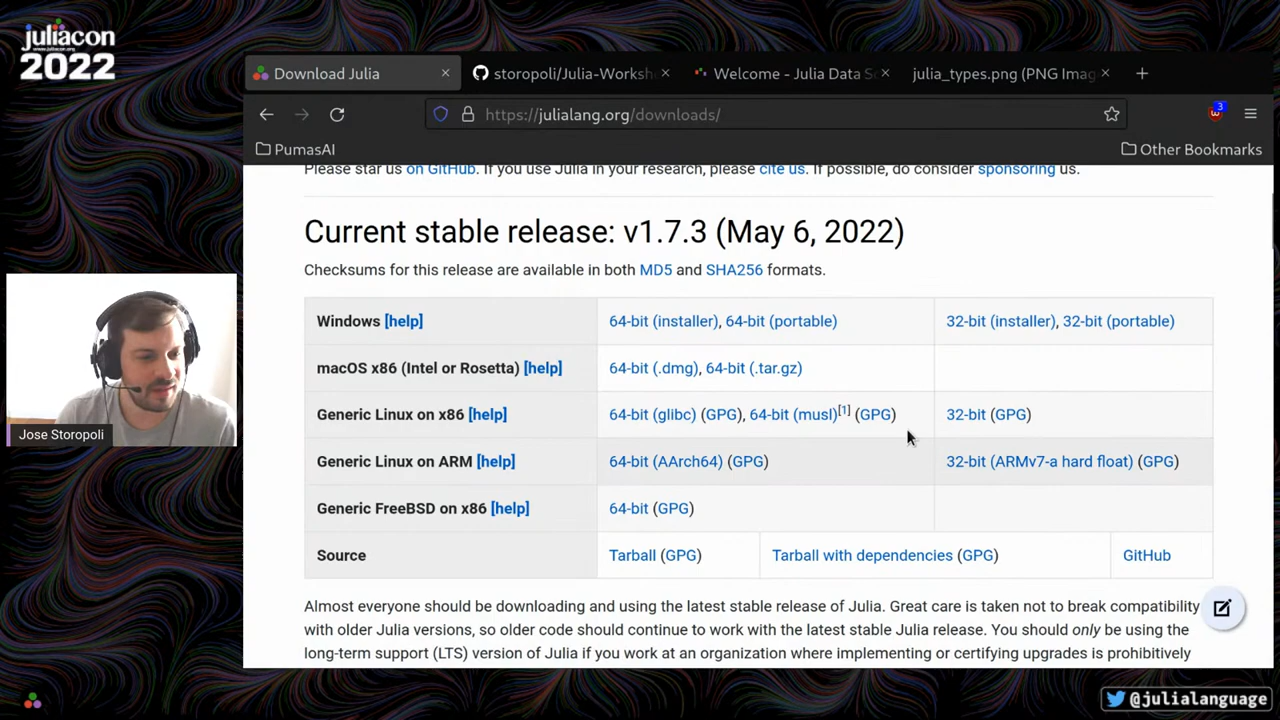 juliacon
www.juliacon.org
2022
Download Julia
storopoli/Julia-Worksh
Welcome - Julia Data Sc
julia_types.png (PNG Imag
https://julialang.org/downloads/
3
PumasAI
Other Bookmarks
Please star us on GitHub. If you use Julia in your research, please cite us. If possible, do consider sponsoring us.
Current stable release: v1.7.3 (May 6, 2022)
Checksums for this release are available in both MD5 and SHA256 formats.
Windows [help] 64-bit (installer), 64-bit (portable) 32-bit (installer), 32-bit (portable)
macOS x86 (Intel or Rosetta) [help] 64-bit (.dmg), 64-bit (.tar.gz)
Generic Linux on x86 [help] 64-bit (glibc) (GPG), 64-bit (musl)[1] (GPG) 32-bit (GPG)
Generic Linux on ARM [help] 64-bit (AArch64) (GPG) 32-bit (ARMv7-a hard float) (GPG)
Generic FreeBSD on x86 [help] 64-bit (GPG)
Source Tarball (GPG) Tarball with dependencies (GPG) GitHub
Almost everyone should be downloading and using the latest stable release of Julia. Great care is taken not to break compatibility
with older Julia versions, so older code should continue to work with the latest stable Julia release. You should only be using the
long-term support (LTS) version of Julia if you work at an organization where implementing or certifying upgrades is prohibitively
Jose Storopoli
@julialanguage